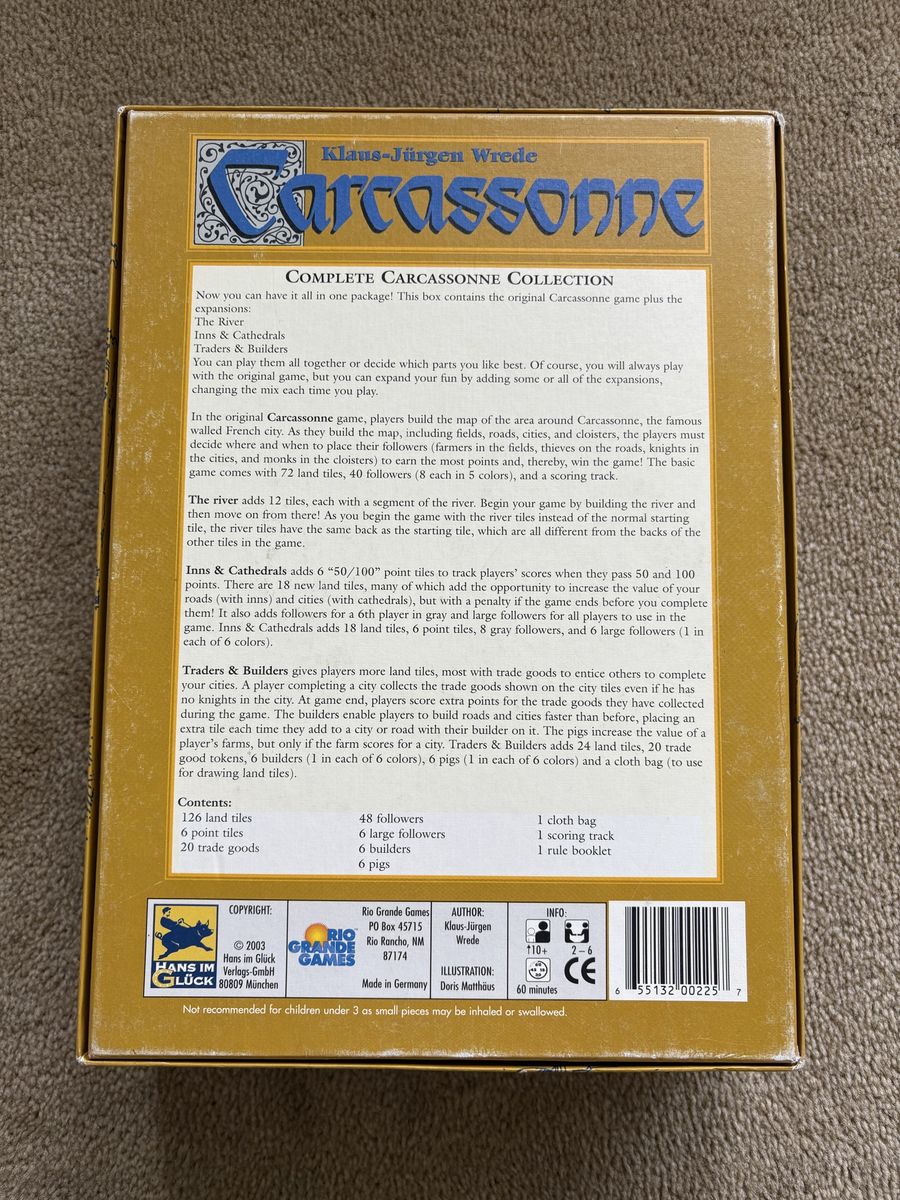 Klaus-Jürgen Wrede
Carcassonne
COMPLETE CARCASSONNE COLLECTION
Now you can have it all in one package! This box contains the original Carcassonne game plus the
expansions:
The River
Inns & Cathedrals
Traders & Builders
You can play them all together or decide which parts you like best. Of course, you will always play
with the original game, but you can expand your fun by adding some or all of the expansions,
changing the mix each time you play.
In the original Carcassonne game, players build the map of the area around Carcassonne, the famous
walled French city. As they build the map, including fields, roads, cities, and cloisters, the players must
decide where and when to place their followers (farmers in the fields, thieves on the roads, knights in
the cities, and monks in the cloisters) to earn the most points and, thereby, win the game! The basic
game comes with 72 land tiles, 40 followers (8 each in 5 colors), and a scoring track.
The river adds 12 tiles, each with a segment of the river. Begin your game by building the river and
then move on from there! As you begin the game with the river tiles instead of the normal starting
tile, the river tiles have the same back as the starting tile, which are all different from the backs of the
other tiles in the game.
Inns & Cathedrals adds 6 “50/100” point tiles to track players’ scores when they pass 50 and 100
points. There are 18 new land tiles, many of which add the opportunity to increase the value of your
roads (with inns) and cities (with cathedrals), but with a penalty if the game ends before you complete
them! It also adds followers for a 6th player in gray and large followers for all players to use in the
game. Inns & Cathedrals adds 18 land tiles, 6 point tiles, 8 gray followers, and 6 large followers (1 in
each of 6 colors).
Traders & Builders gives players more land tiles, most with trade goods to entice others to complete
your cities. A player completing a city collects the trade goods shown on the city tiles even if he has
no knights in the city. At game end, players score extra points for the trade goods they have collected
during the game. The builders enable players to build roads and cities faster than before, placing an
extra tile each time they add to a city or road with their builder on it. The pigs increase the value of a
player’s farms, but only if the farm scores for a city. Traders & Builders adds 24 land tiles, 20 trade
good tokens, 6 builders (1 in each of 6 colors), 6 pigs (1 in each of 6 colors) and a cloth bag (to use
for drawing land tiles).
Contents:
126 land tiles
6 point tiles
20 trade goods
48 followers
6 large followers
6 builders
6 pigs
1 cloth bag
1 scoring track
1 rule booklet
HANS IM
GLÜCK
COPYRIGHT:
© 2003
Hans im Glück
Verlags-GmbH
80809 München
RIO
GRANDE
GAMES
Rio Grande Games
PO Box 45715
Rio Rancho, NM
87174
Made in Germany
AUTHOR:
Klaus-Jürgen
Wrede
ILLUSTRATION:
Doris Matthäus
INFO:
↑10+
2–6
60 minutes
CE
6 55132 00225 7
Not recommended for children under 3 as small pieces may be inhaled or swallowed.